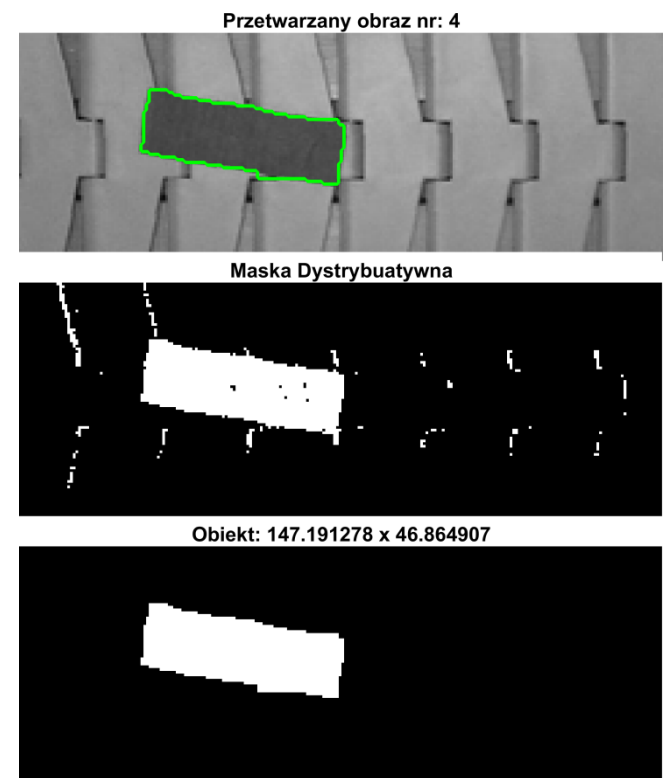 Przetwarzany obraz nr: 4
Maska Dystrybuatywna
Obiekt: 147.191278 x 46.864907